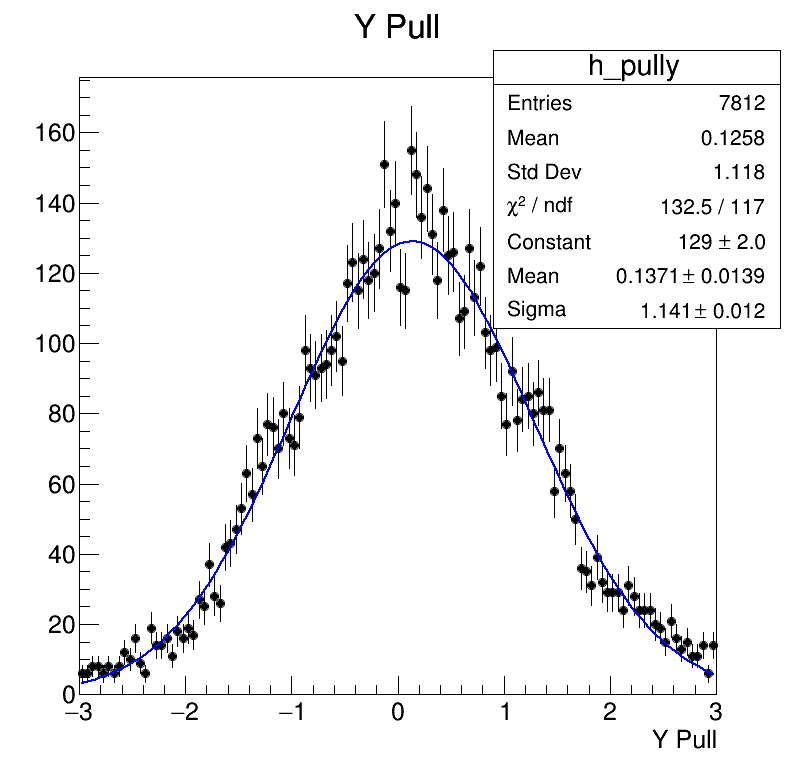 Y Pull
h_pully
Entries 7812
Mean 0.1258
Std Dev 1.118
χ² / ndf 132.5 / 117
Constant 129 ± 2.0
Mean 0.1371 ± 0.0139
Sigma 1.141 ± 0.012
160
140
120
100
80
60
40
20
0
−3 −2 −1 0 1 2 3
Y Pull